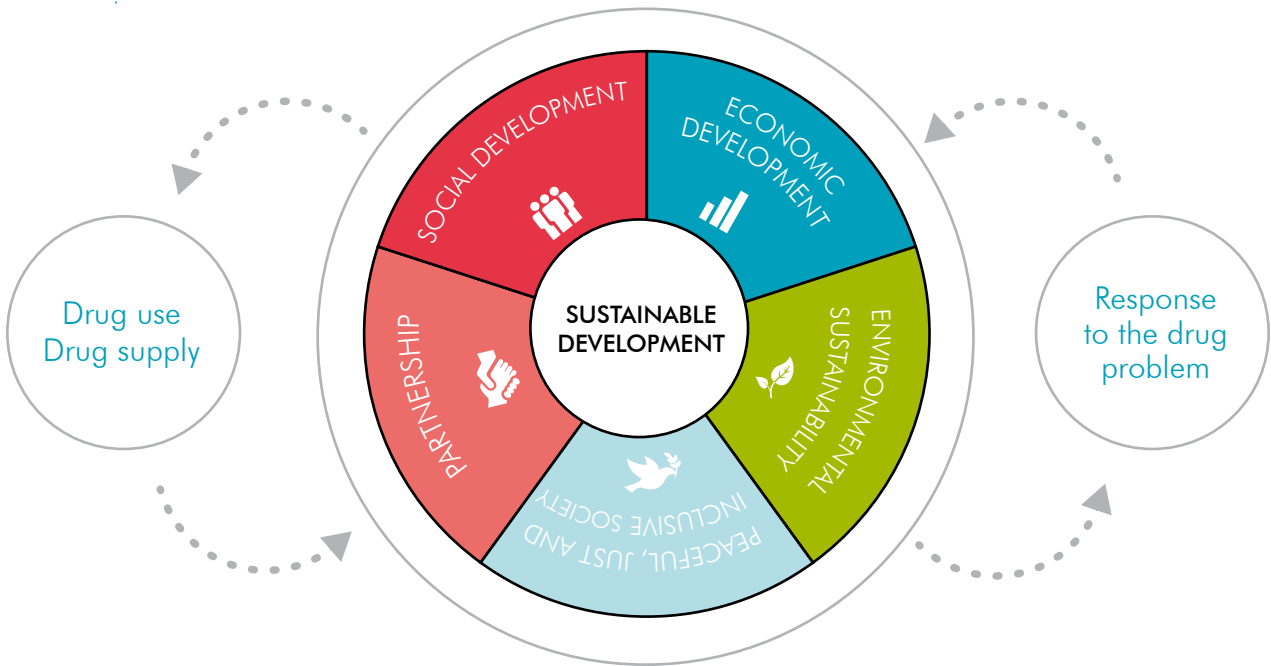 SOCIAL DEVELOPMENT
ECONOMIC
DEVELOPMENT
Drug use
Drug supply
SUSTAINABLE
DEVELOPMENT
Response
to the drug
problem
PARTNERSHIP
ENVIRONMENTAL
SUSTAINABILITY
PEACEFUL, JUST AND
INCLUSIVE SOCIETY